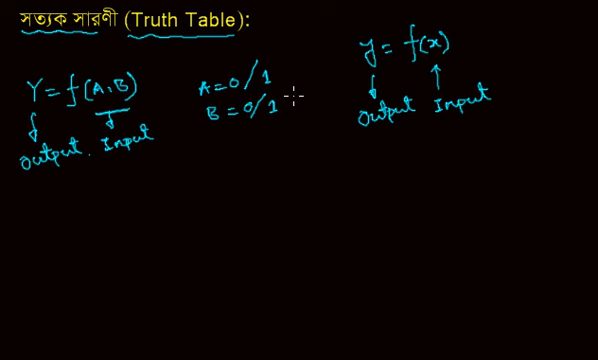 সত্যক সারণী (Truth Table):
Y = f(A, B)
Output. Input
A = 0/1
B = 0/1
y = f(x)
Output Input